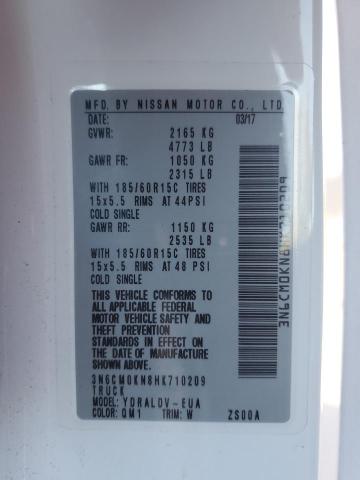 MFD. BY NISSAN MOTOR CO., LTD.
DATE: 03/17
GVWR: 2165 KG
4773 LB
GAWR FR: 1050 KG
2315 LB
WITH 185/60R15C TIRES
15x5.5 RIMS AT 44PSI
COLD SINGLE
GAWR RR: 1150 KG
2535 LB
WITH 185/60R15C TIRES
15x5.5 RIMS AT 48 PSI
COLD SINGLE
THIS VEHICLE CONFORMS TO
ALL APPLICABLE FEDERAL
MOTOR VEHICLE SAFETY AND
THEFT PREVENTION
STANDARDS IN EFFECT ON
THE DATE OF MANUFACTURE
SHOWN ABOVE.
3N6CM0KN8HK710209
TRUCK
MODEL: YDRALDV-EUA
COLOR: QM1 TRIM: W ZS00A